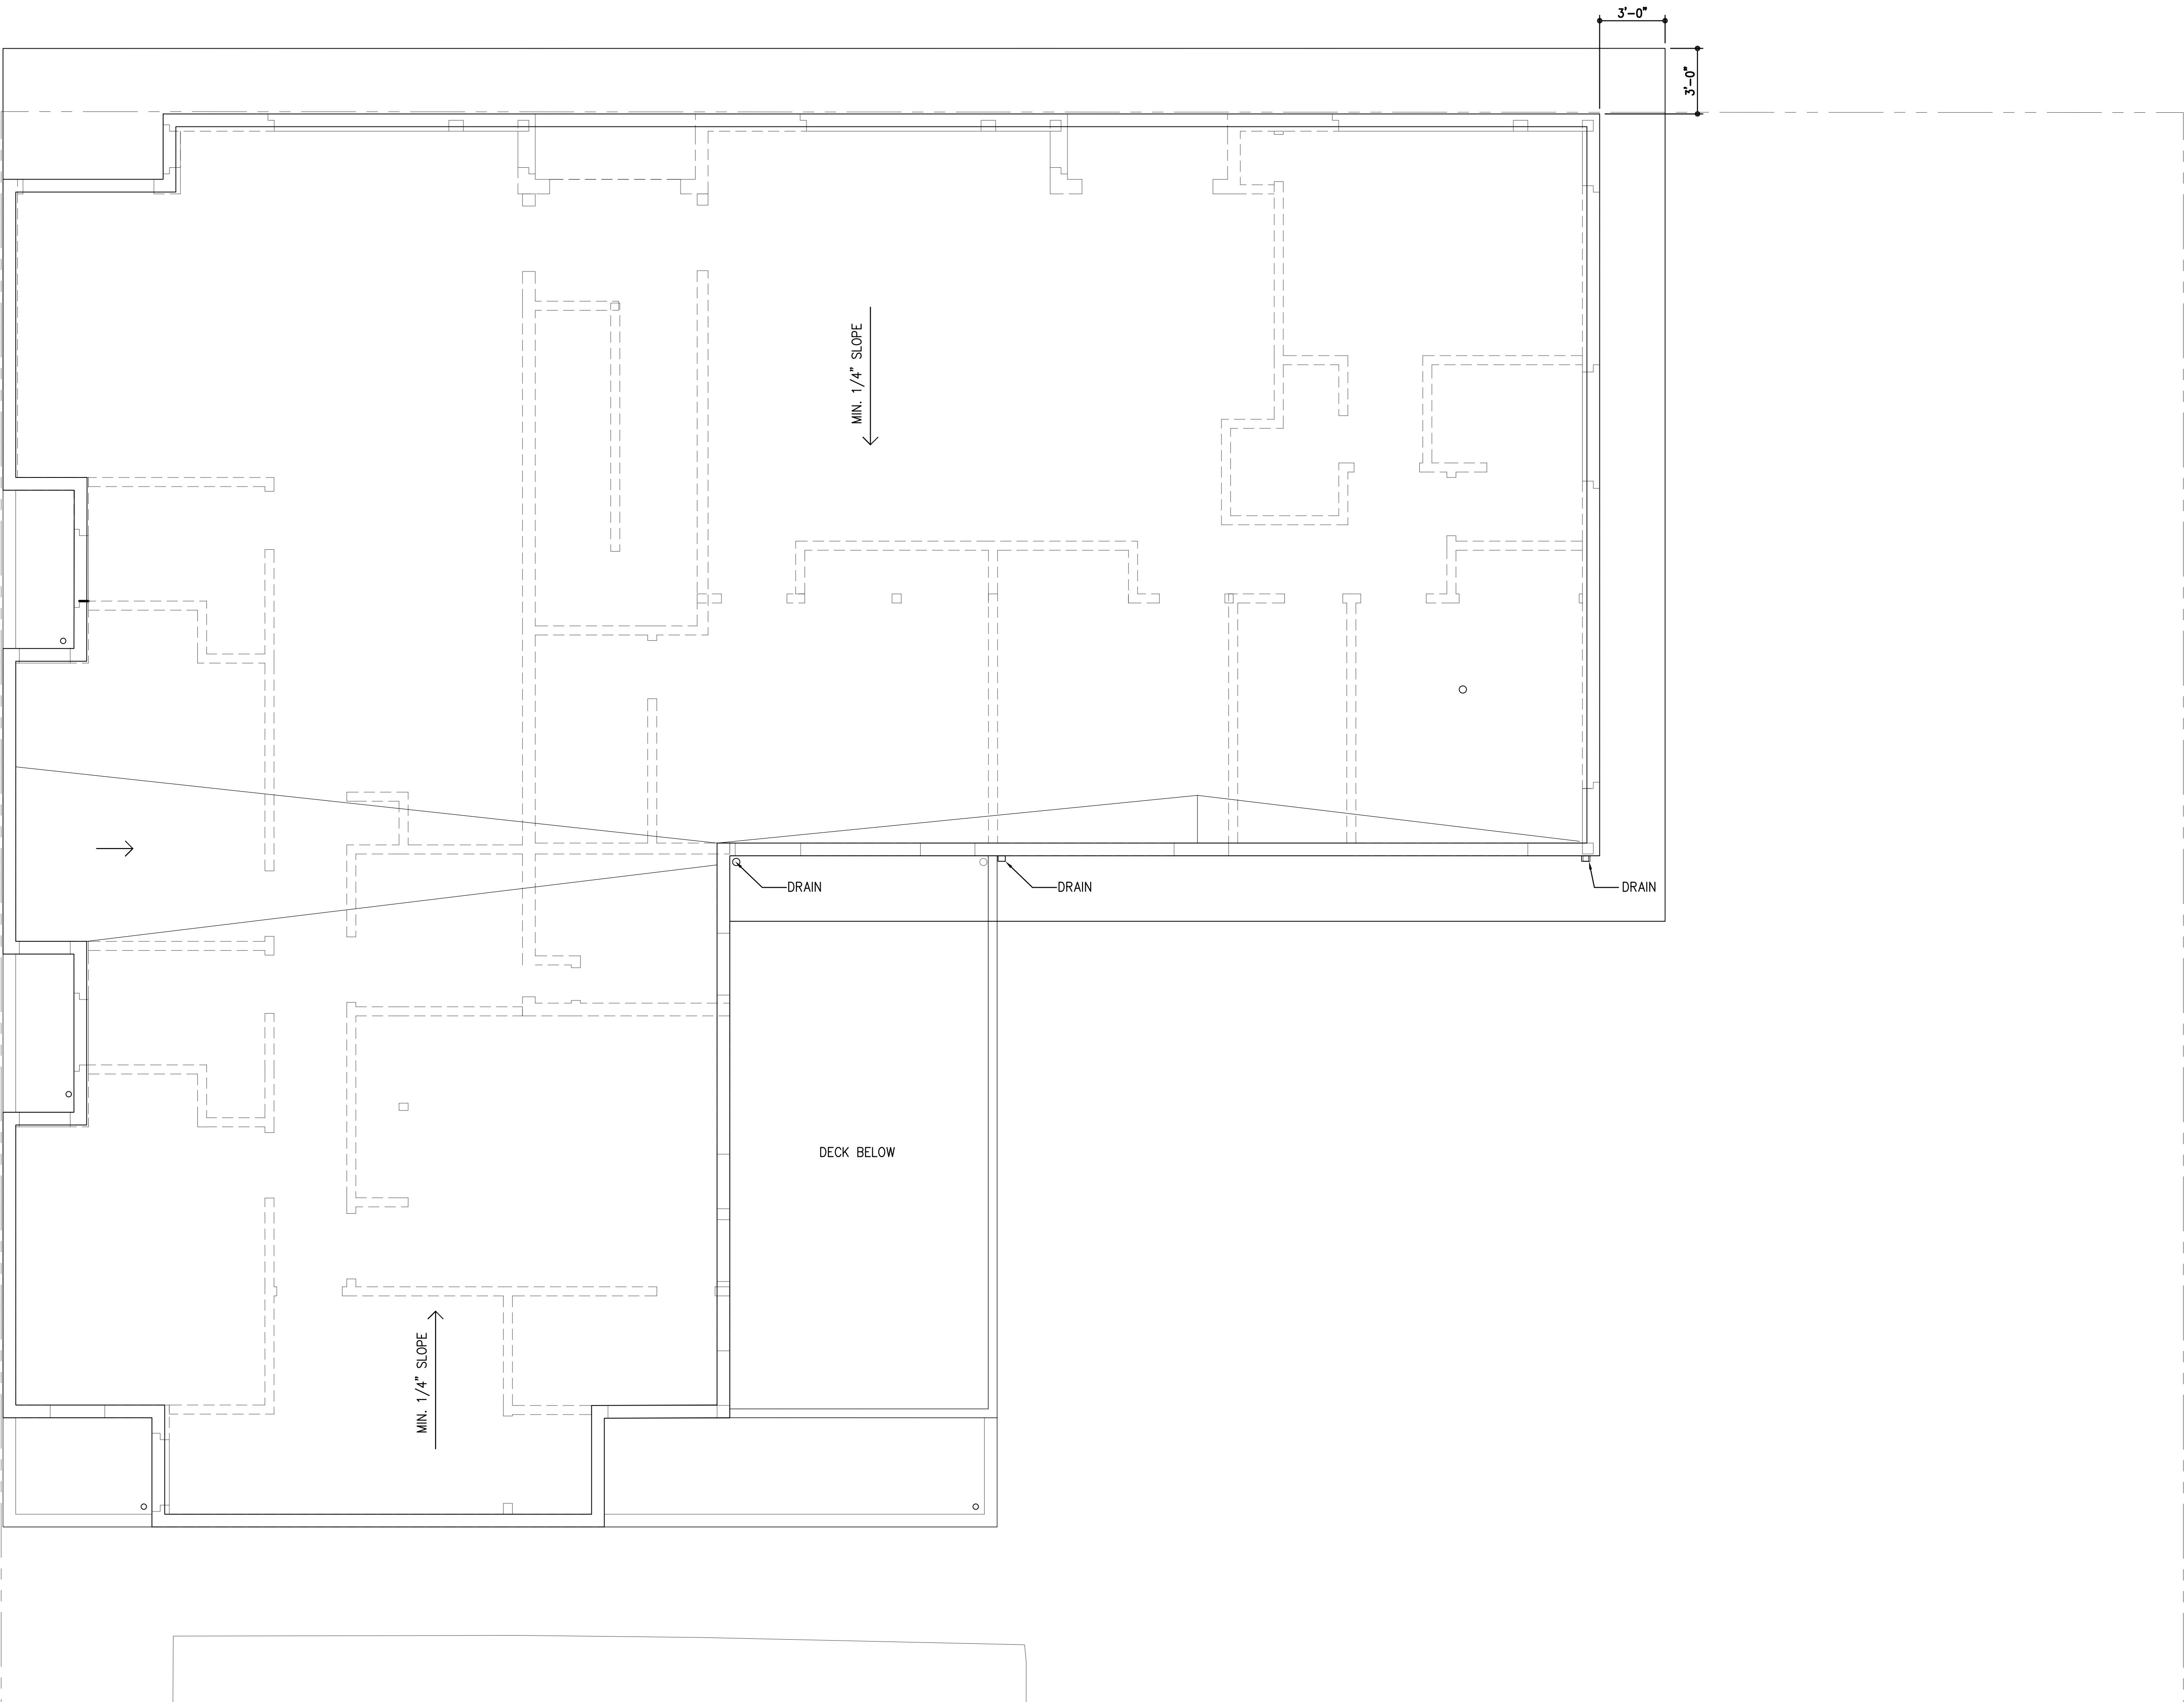 3'-0"
3'-0"
MIN. 1/4" SLOPE
DRAIN
DRAIN
DRAIN
DECK BELOW
MIN. 1/4" SLOPE